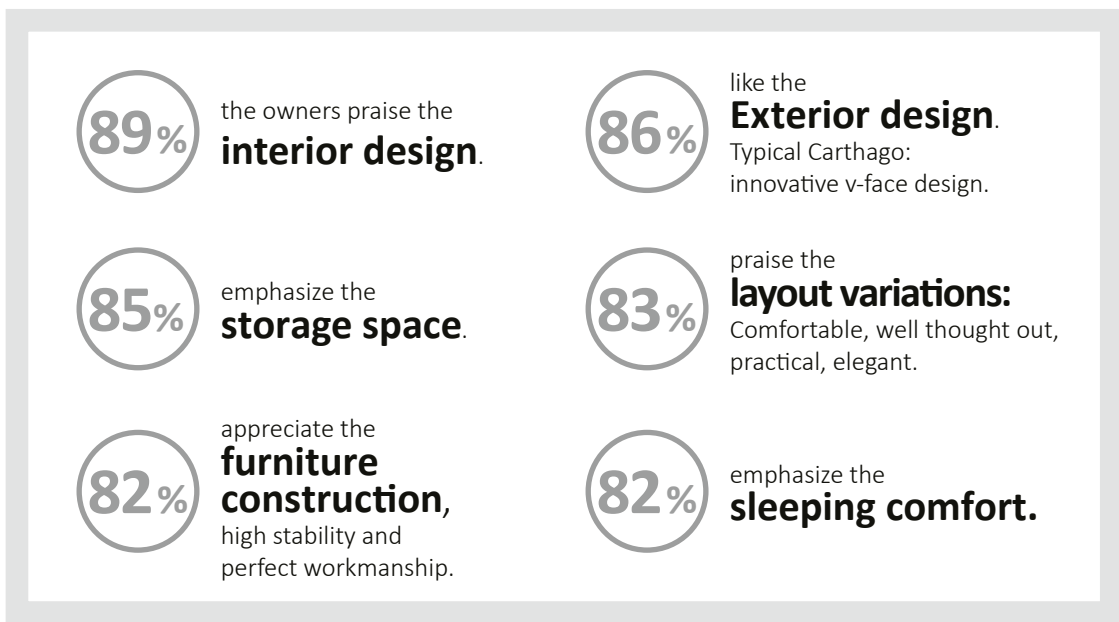 89%
the owners praise the
interior design.
86%
like the
Exterior design.
Typical Carthago:
innovative v-face design.
85%
emphasize the
storage space.
83%
praise the
layout variations:
Comfortable, well thought out,
practical, elegant.
82%
appreciate the
furniture
construction,
high stability and
perfect workmanship.
82%
emphasize the
sleeping comfort.